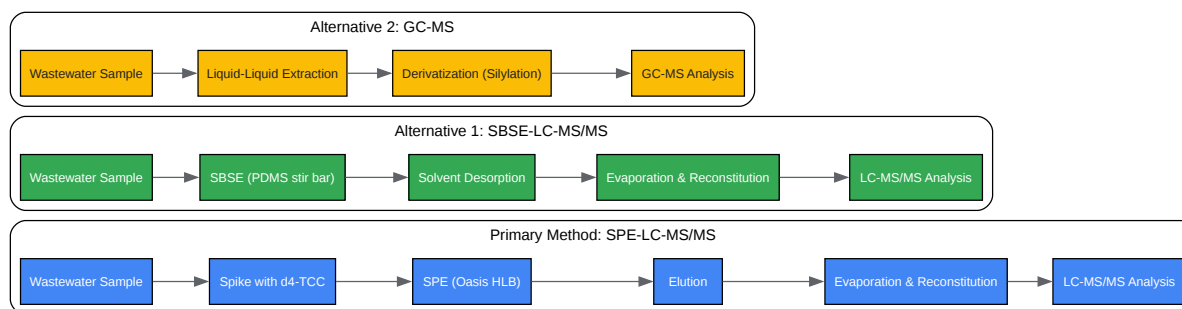 Alternative 2: GC-MS
Wastewater Sample
Liquid-Liquid Extraction
Derivatization (Silylation)
GC-MS Analysis
Alternative 1: SBSE-LC-MS/MS
Wastewater Sample
SBSE (PDMS stir bar)
Solvent Desorption
Evaporation & Reconstitution
LC-MS/MS Analysis
Primary Method: SPE-LC-MS/MS
Wastewater Sample
Spike with d4-TCC
SPE (Oasis HLB)
Elution
Evaporation & Reconstitution
LC-MS/MS Analysis